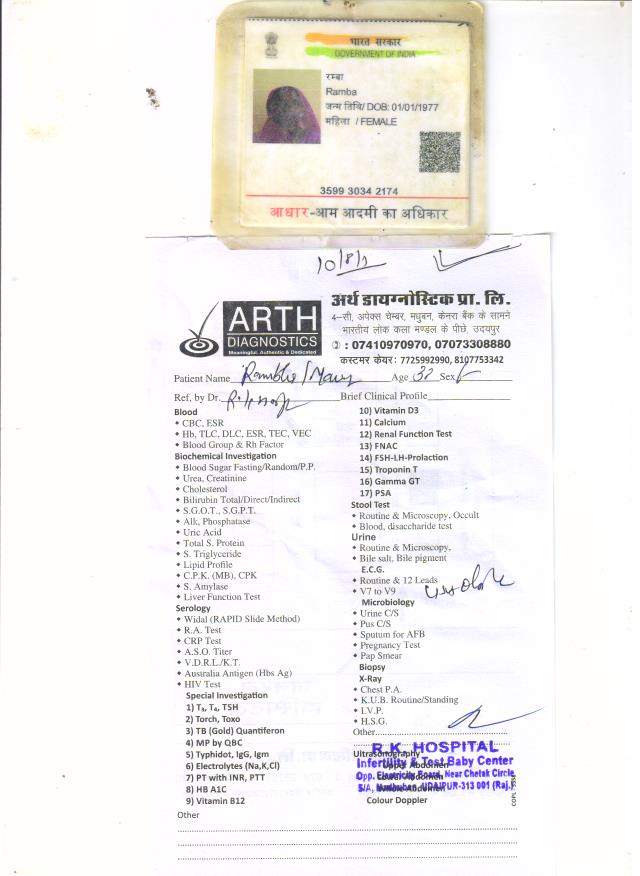 भारत सरकार
GOVERNMENT OF INDIA
रम्बा
Ramba
जन्म तिथि/ DOB: 01/01/1977
महिला / FEMALE
3599 3034 2174
आधार-आम आदमी का अधिकार
10/8/
ARTH
DIAGNOSTICS
Meaningful, Authentic & Dedicated
अर्थ डायग्नोस्टिक प्रा. लि.
4-सी, अपेक्स चेम्बर, मधुबन, केनरा बैंक के सामने
भारतीय लोक कला मण्डल के पीछे, उदयपुर
: 07410970970, 07073308880
कस्टमर केयर: 7725992990, 8107753342
Patient Name Age Sex
Ref, by Dr. Brief Clinical Profile
Blood
CBC, ESR
Hb, TLC, DLC, ESR, TEC, VEC
Blood Group & Rh Factor
Biochemical Investigation
Blood Sugar Fasting/Random/P.P.
Urea, Creatinine
Cholesterol
Bilirubin Total/Direct/Indirect
S.G.O.T., S.G.P.T.
Alk, Phosphatase
Uric Acid
Total S. Protein
S. Triglyceride
Lipid Profile
C.P.K. (MB), CPK
S. Amylase
Liver Function Test
Serology
Widal (RAPID Slide Method)
R.A. Test
CRP Test
A.S.O. Titer
V.D.R.L./K.T.
Australia Antigen (Hbs Ag)
HIV Test
Special Investigation
1) T₃, T₄, TSH
2) Torch, Toxo
3) TB (Gold) Quantiferon
4) MP by QBC
5) Typhidot, IgG, Igm
6) Electrolytes (Na,K,Cl)
7) PT with INR, PTT
8) HB A1C
9) Vitamin B12
Other
10) Vitamin D3
11) Calcium
12) Renal Function Test
13) FNAC
14) FSH-LH-Prolaction
15) Troponin T
16) Gamma GT
17) PSA
Stool Test
Routine & Microscopy, Occult
Blood, disaccharide test
Urine
Routine & Microscopy,
Bile salt, Bile pigment
E.C.G.
Routine & 12 Leads
V7 to V9
Microbiology
Urine C/S
Pus C/S
Sputum for AFB
Pregnancy Test
Pap Smear
Biopsy
X-Ray
Chest P.A.
K.U.B. Routine/Standing
I.V.P.
H.S.G.
Other
Ultrasonography
R.K. HOSPITAL
Infertility & Test Baby Center
Opp. Electricity Board, Near Chetak Circle
5/A, Madhuban, UDAIPUR-313 001 (Raj.)
Colour Doppler